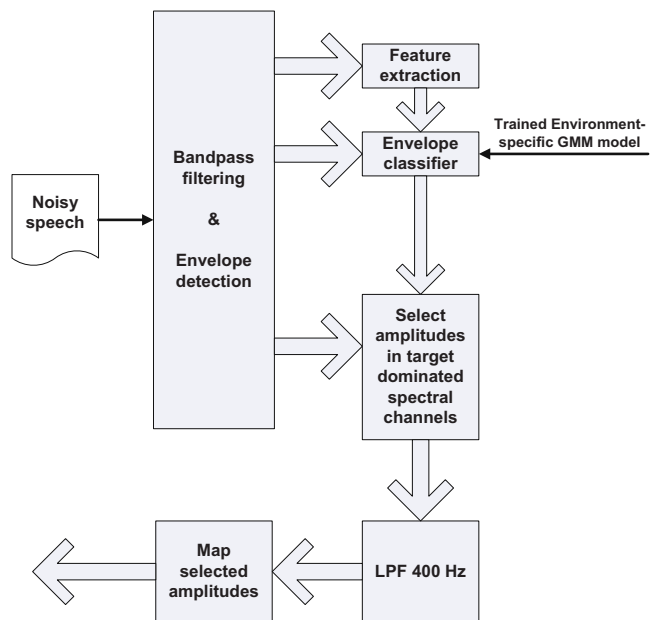 Noisy
speech
Bandpass
filtering
&
Envelope
detection
Feature
extraction
Envelope
classifier
Trained Environment-
specific GMM model
Select
amplitudes
in target
dominated
spectral
channels
LPF 400 Hz
Map
selected
amplitudes